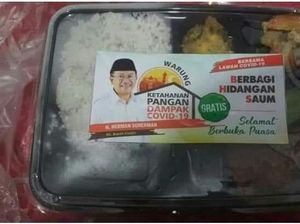 WARUNG
KETAHANAN
PANGAN
DAMPAK
COVID-19
H. HERMAN SUHERMAN
BERSAMA
LAWAN COVID-19
BERBAGI
HIDANGAN
SAUM
GRATIS
Selamat
Berbuka Puasa